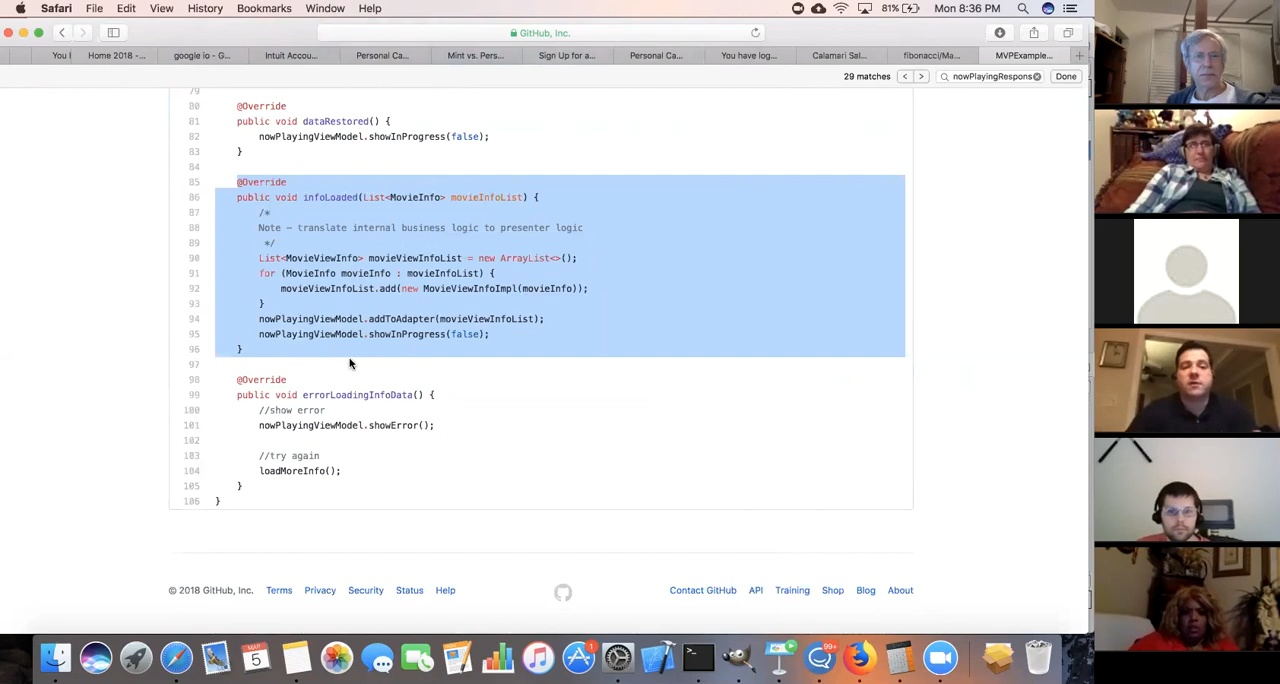 Safari File Edit View History Bookmarks Window Help 81% Mon 8:36 PM
GitHub, Inc.
You l Home 2018 -... google io - G... Intuit Accou... Personal Ca... Mint vs. Pers... Sign Up for a... Personal Ca... You have log... Calamari Sal... fibonacci/Ma... MVPExample...
29 matches nowPlayingRespons Done
79
80 @Override
81 public void dataRestored() {
82 nowPlayingViewModel.showInProgress(false);
83 }
84
85 @Override
86 public void infoLoaded(List<MovieInfo> movieInfoList) {
87 /*
88 Note – translate internal business logic to presenter logic
89 */
90 List<MovieViewInfo> movieViewInfoList = new ArrayList<>();
91 for (MovieInfo movieInfo : movieInfoList) {
92 movieViewInfoList.add(new MovieViewInfoImpl(movieInfo));
93 }
94 nowPlayingViewModel.addToAdapter(movieViewInfoList);
95 nowPlayingViewModel.showInProgress(false);
96 }
97
98 @Override
99 public void errorLoadingInfoData() {
100 //show error
101 nowPlayingViewModel.showError();
102
103 //try again
104 loadMoreInfo();
105 }
106 }
© 2018 GitHub, Inc. Terms Privacy Security Status Help Contact GitHub API Training Shop Blog About
MAR
5
1
99+